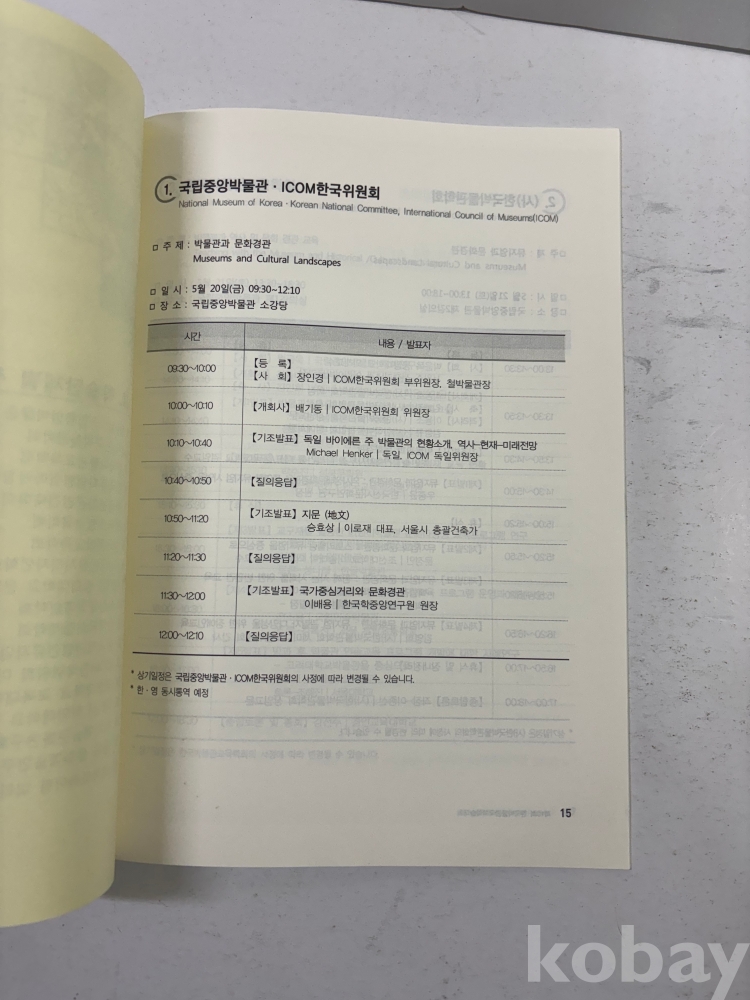 1. 국립중앙박물관 · ICOM한국위원회
National Museum of Korea · Korean National Committee, International Council of Museums(ICOM)
□ 주 제 : 박물관과 문화경관
Museums and Cultural Landscapes
□ 일 시 : 5월 20일(금) 09:30~12:10
□ 장 소 : 국립중앙박물관 소강당
시간 내용 / 발표자
09:30~10:00 【등 록】
【사 회】 장인경 | ICOM한국위원회 부위원장, 철박물관장
10:00~10:10 【개회사】 배기동 | ICOM한국위원회 위원장
10:10~10:40 【기조발표】 독일 바이에른 주 박물관의 현황소개, 역사-현재-미래전망
Michael Henker | 독일, ICOM 독일위원장
10:40~10:50 【질의응답】
10:50~11:20 【기조발표】 지문 (地文)
승효상 | 이로재 대표, 서울시 총괄건축가
11:20~11:30 【질의응답】
11:30~12:00 【기조발표】 국가중심거리와 문화경관
이배용 | 한국학중앙연구원 원장
12:00~12:10 【질의응답】
* 상기일정은 국립중앙박물관 · ICOM한국위원회의 사정에 따라 변경될 수 있습니다.
* 한 · 영 동시통역 예정
15
kobay